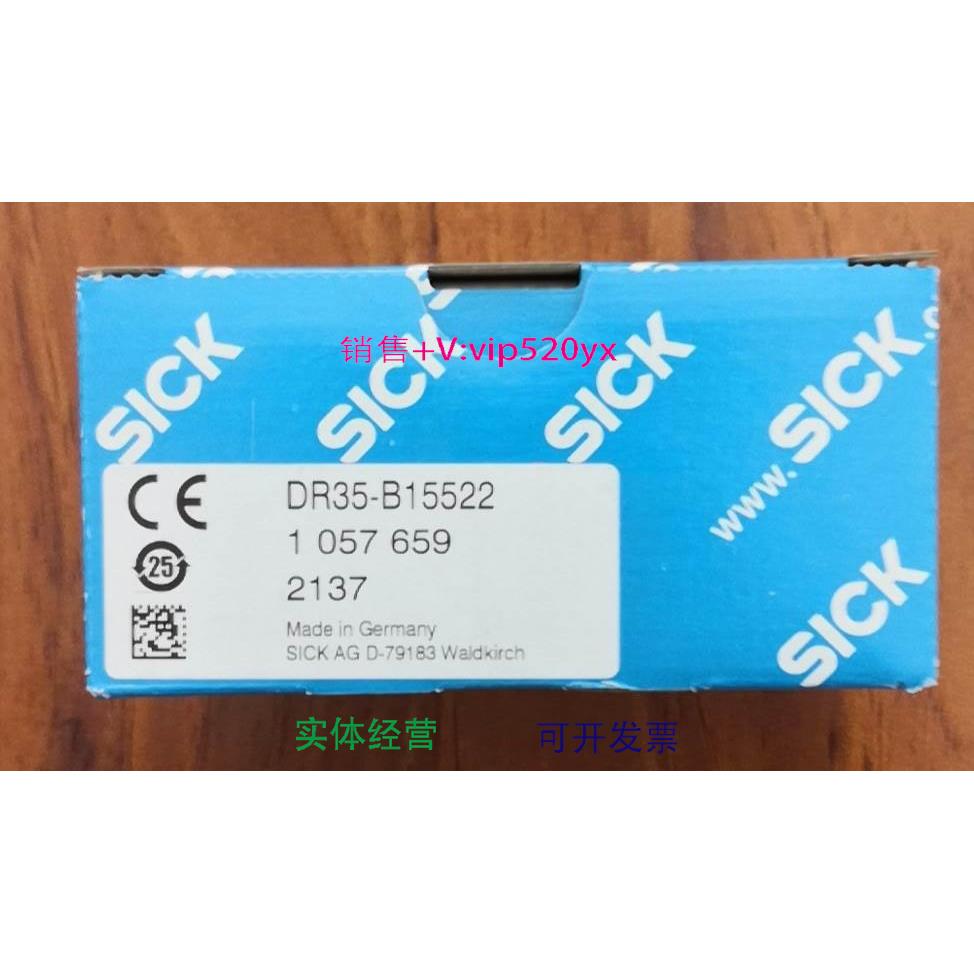 SICK
SICK
SICK
www.SICK.c
销售+V:vip520yx
CE
DR35-B15522
1 057 659
25
2137
Made in Germany
SICK AG D-79183 Waldkirch
SICK
实体经营
可开发票